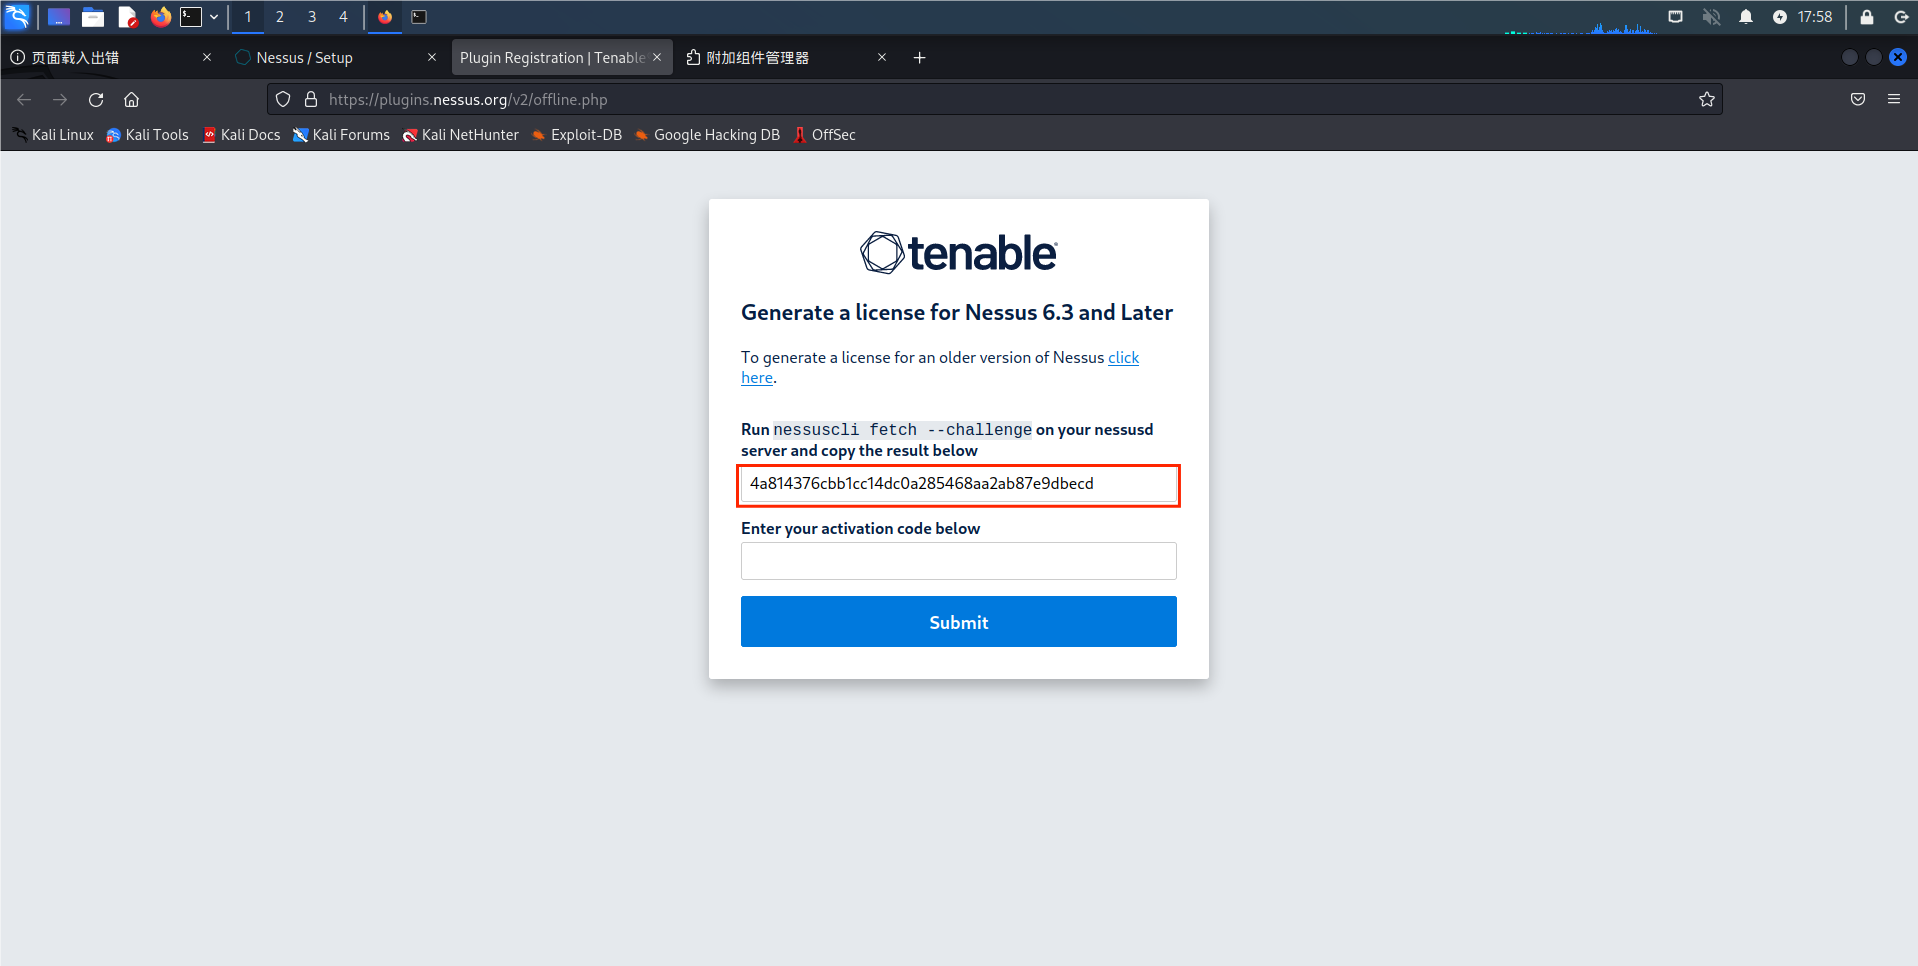 1 2 3 4 17:58
页面载入出错 Nessus / Setup Plugin Registration | Tenable 附加组件管理器
https://plugins.nessus.org/v2/offline.php
Kali Linux Kali Tools Kali Docs Kali Forums Kali NetHunter Exploit-DB Google Hacking DB OffSec
tenable
Generate a license for Nessus 6.3 and Later
To generate a license for an older version of Nessus click
here.
Run nessuscli fetch --challenge on your nessusd
server and copy the result below
4a814376cbb1cc14dc0a285468aa2ab87e9dbecd
Enter your activation code below
Submit